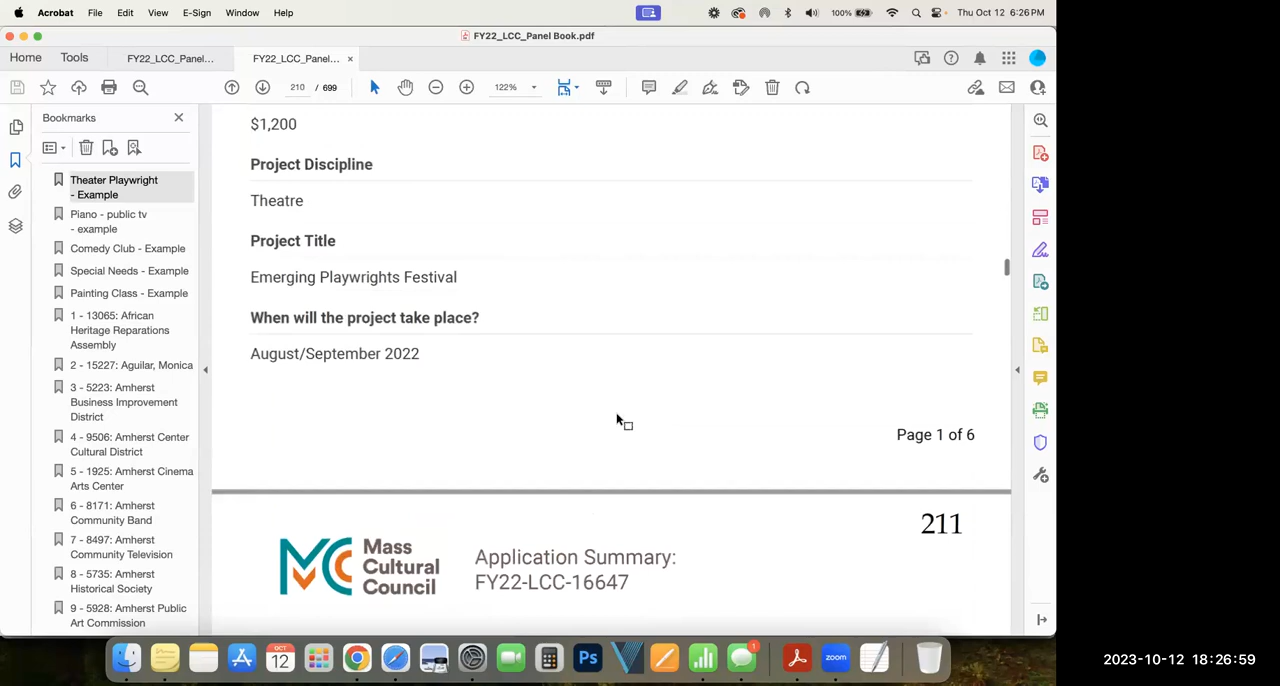 Acrobat File Edit View E-Sign Window Help 100% Thu Oct 12 6:26 PM
FY22_LCC_Panel Book.pdf
Home Tools FY22_LCC_Panel... FY22_LCC_Panel... ×
210 / 699 122%
Bookmarks
Theater Playwright
- Example
Piano - public tv
- example
Comedy Club - Example
Special Needs - Example
Painting Class - Example
1 - 13065: African
Heritage Reparations
Assembly
2 - 15227: Aguilar, Monica
3 - 5223: Amherst
Business Improvement
District
4 - 9506: Amherst Center
Cultural District
5 - 1925: Amherst Cinema
Arts Center
6 - 8171: Amherst
Community Band
7 - 8497: Amherst
Community Television
8 - 5735: Amherst
Historical Society
9 - 5928: Amherst Public
Art Commission
$1,200
Project Discipline
Theatre
Project Title
Emerging Playwrights Festival
When will the project take place?
August/September 2022
Page 1 of 6
211
MC
Mass
Cultural
Council
Application Summary:
FY22-LCC-16647
OCT
12
1
Ps
zoom
2023-10-12 18:26:59